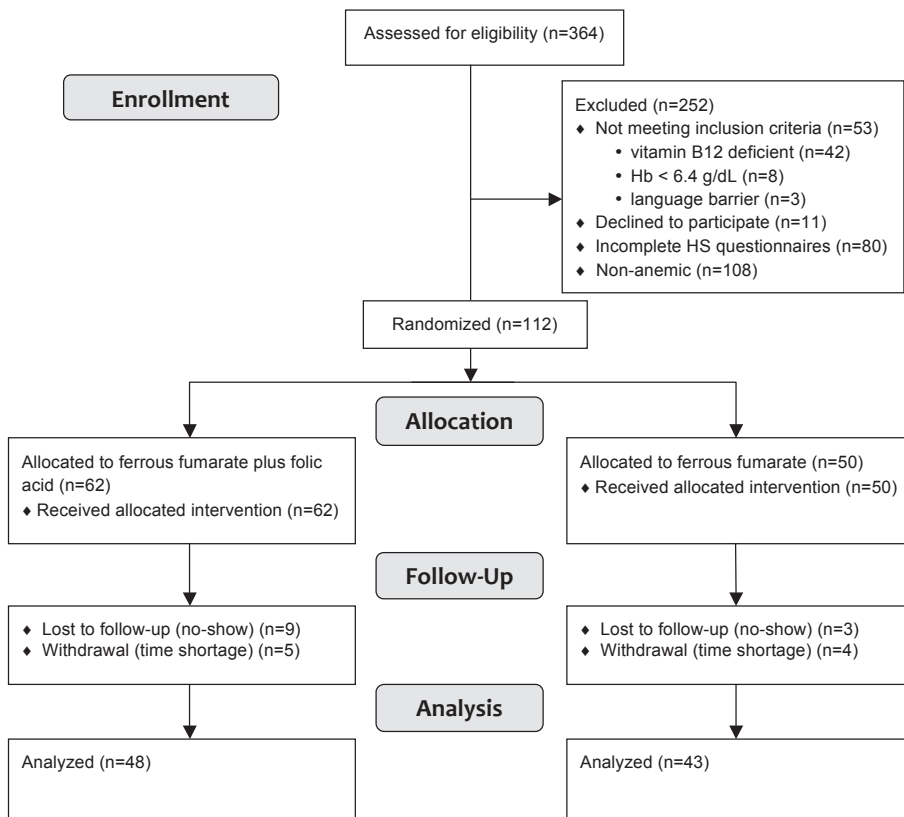 Assessed for eligibility (n=364)
Enrollment
Excluded (n=252)
♦ Not meeting inclusion criteria (n=53)
• vitamin B12 deficient (n=42)
• Hb < 6.4 g/dL (n=8)
• language barrier (n=3)
♦ Declined to participate (n=11)
♦ Incomplete HS questionnaires (n=80)
♦ Non-anemic (n=108)
Randomized (n=112)
Allocation
Allocated to ferrous fumarate plus folic
acid (n=62)
♦ Received allocated intervention (n=62)
Allocated to ferrous fumarate (n=50)
♦ Received allocated intervention (n=50)
Follow-Up
♦ Lost to follow-up (no-show) (n=9)
♦ Withdrawal (time shortage) (n=5)
♦ Lost to follow-up (no-show) (n=3)
♦ Withdrawal (time shortage) (n=4)
Analysis
Analyzed (n=48)
Analyzed (n=43)